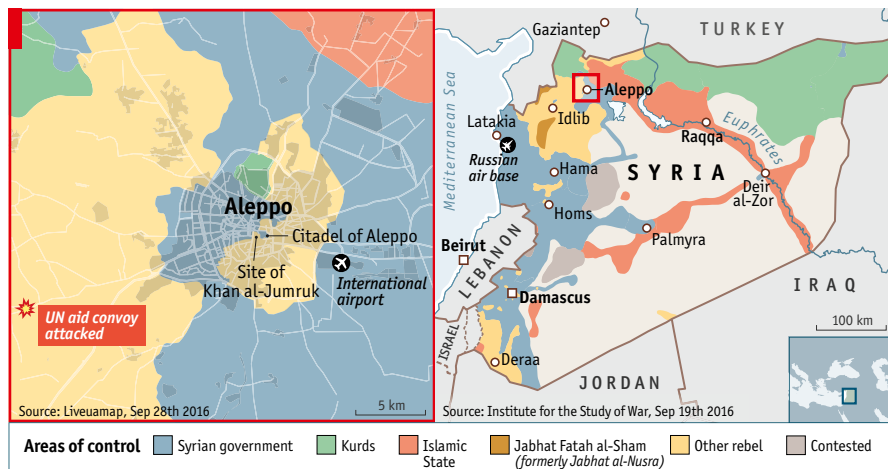 Aleppo
Citadel of Aleppo
Site of
Khan al-Jumruk
International
airport
UN aid convoy
attacked
5 km
Source: Liveuamap, Sep 28th 2016
Gaziantep
TURKEY
Mediterranean Sea
Aleppo
Idlib
Latakia
Russian
air base
Raqqa
Euphrates
Hama
SYRIA
Deir
al-Zor
Homs
Palmyra
Beirut
LEBANON
Damascus
IRAQ
ISRAEL
Deraa
JORDAN
100 km
Source: Institute for the Study of War, Sep 19th 2016
Areas of control
Syrian government
Kurds
Islamic
State
Jabhat Fatah al-Sham
(formerly Jabhat al-Nusra)
Other rebel
Contested